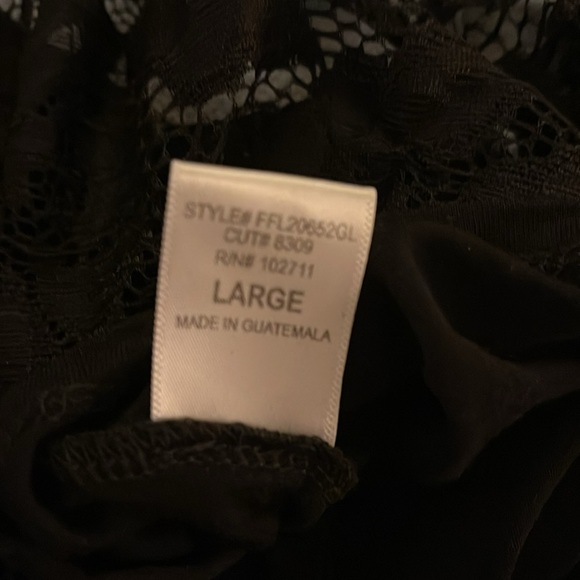 STYLE# FFL20652GL
CUT# 8309
R/N# 102711
LARGE
MADE IN GUATEMALA